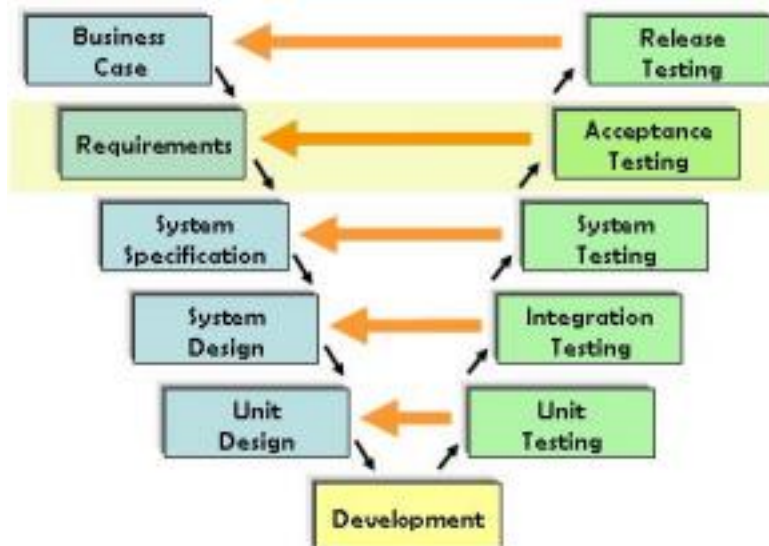 Business
Case
Release
Testing
Requirements
Acceptance
Testing
System
Specification
System
Testing
System
Design
Integration
Testing
Unit
Design
Unit
Testing
Development